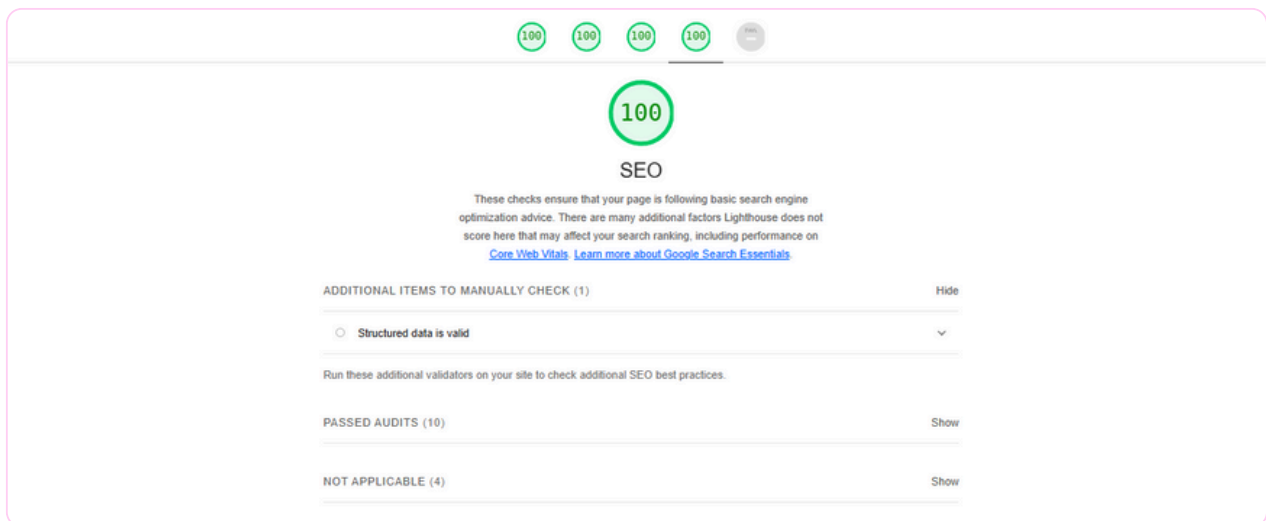 100 100 100 100
100
SEO
These checks ensure that your page is following basic search engine
optimization advice. There are many additional factors Lighthouse does not
score here that may affect your search ranking, including performance on
Core Web Vitals. Learn more about Google Search Essentials.
ADDITIONAL ITEMS TO MANUALLY CHECK (1) Hide
Structured data is valid
Run these additional validators on your site to check additional SEO best practices.
PASSED AUDITS (10) Show
NOT APPLICABLE (4) Show